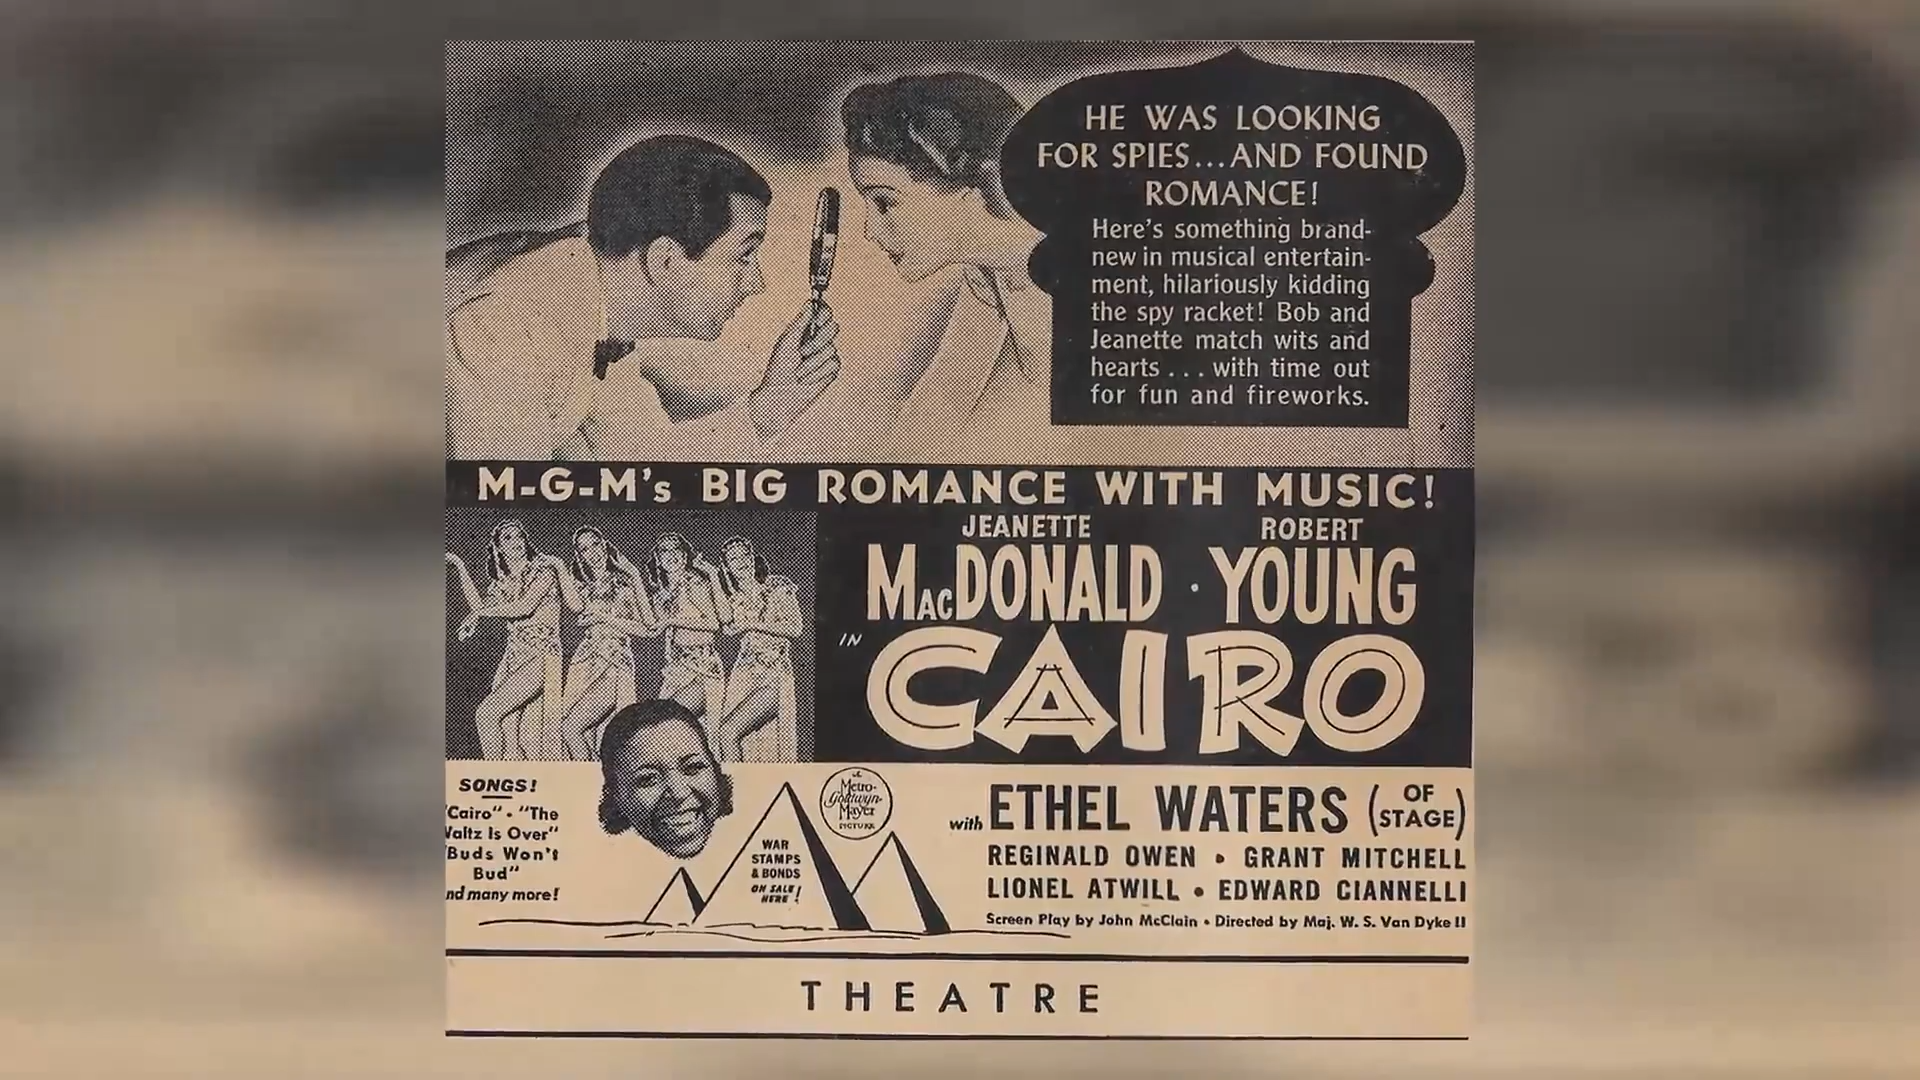 HE WAS LOOKING
FOR SPIES...AND FOUND
ROMANCE!
Here's something brand-
new in musical entertain-
ment, hilariously kidding
the spy racket! Bob and
Jeanette match wits and
hearts . . . with time out
for fun and fireworks.
M-G-M's BIG ROMANCE WITH MUSIC!
JEANETTE
MacDONALD ·
ROBERT
YOUNG
IN
CAIRO
SONGS!
Cairo" · "The
Waltz Is Over"
Buds Won't
Bud"
nd many more!
WAR
STAMPS
& BONDS
ON SALE
HERE!
Metro-
Goldwyn-
Mayer
PICTURE
with ETHEL WATERS (OF STAGE)
REGINALD OWEN • GRANT MITCHELL
LIONEL ATWILL • EDWARD CIANNELLI
Screen Play by John McClain • Directed by Maj. W. S. Van Dyke II
THEATRE